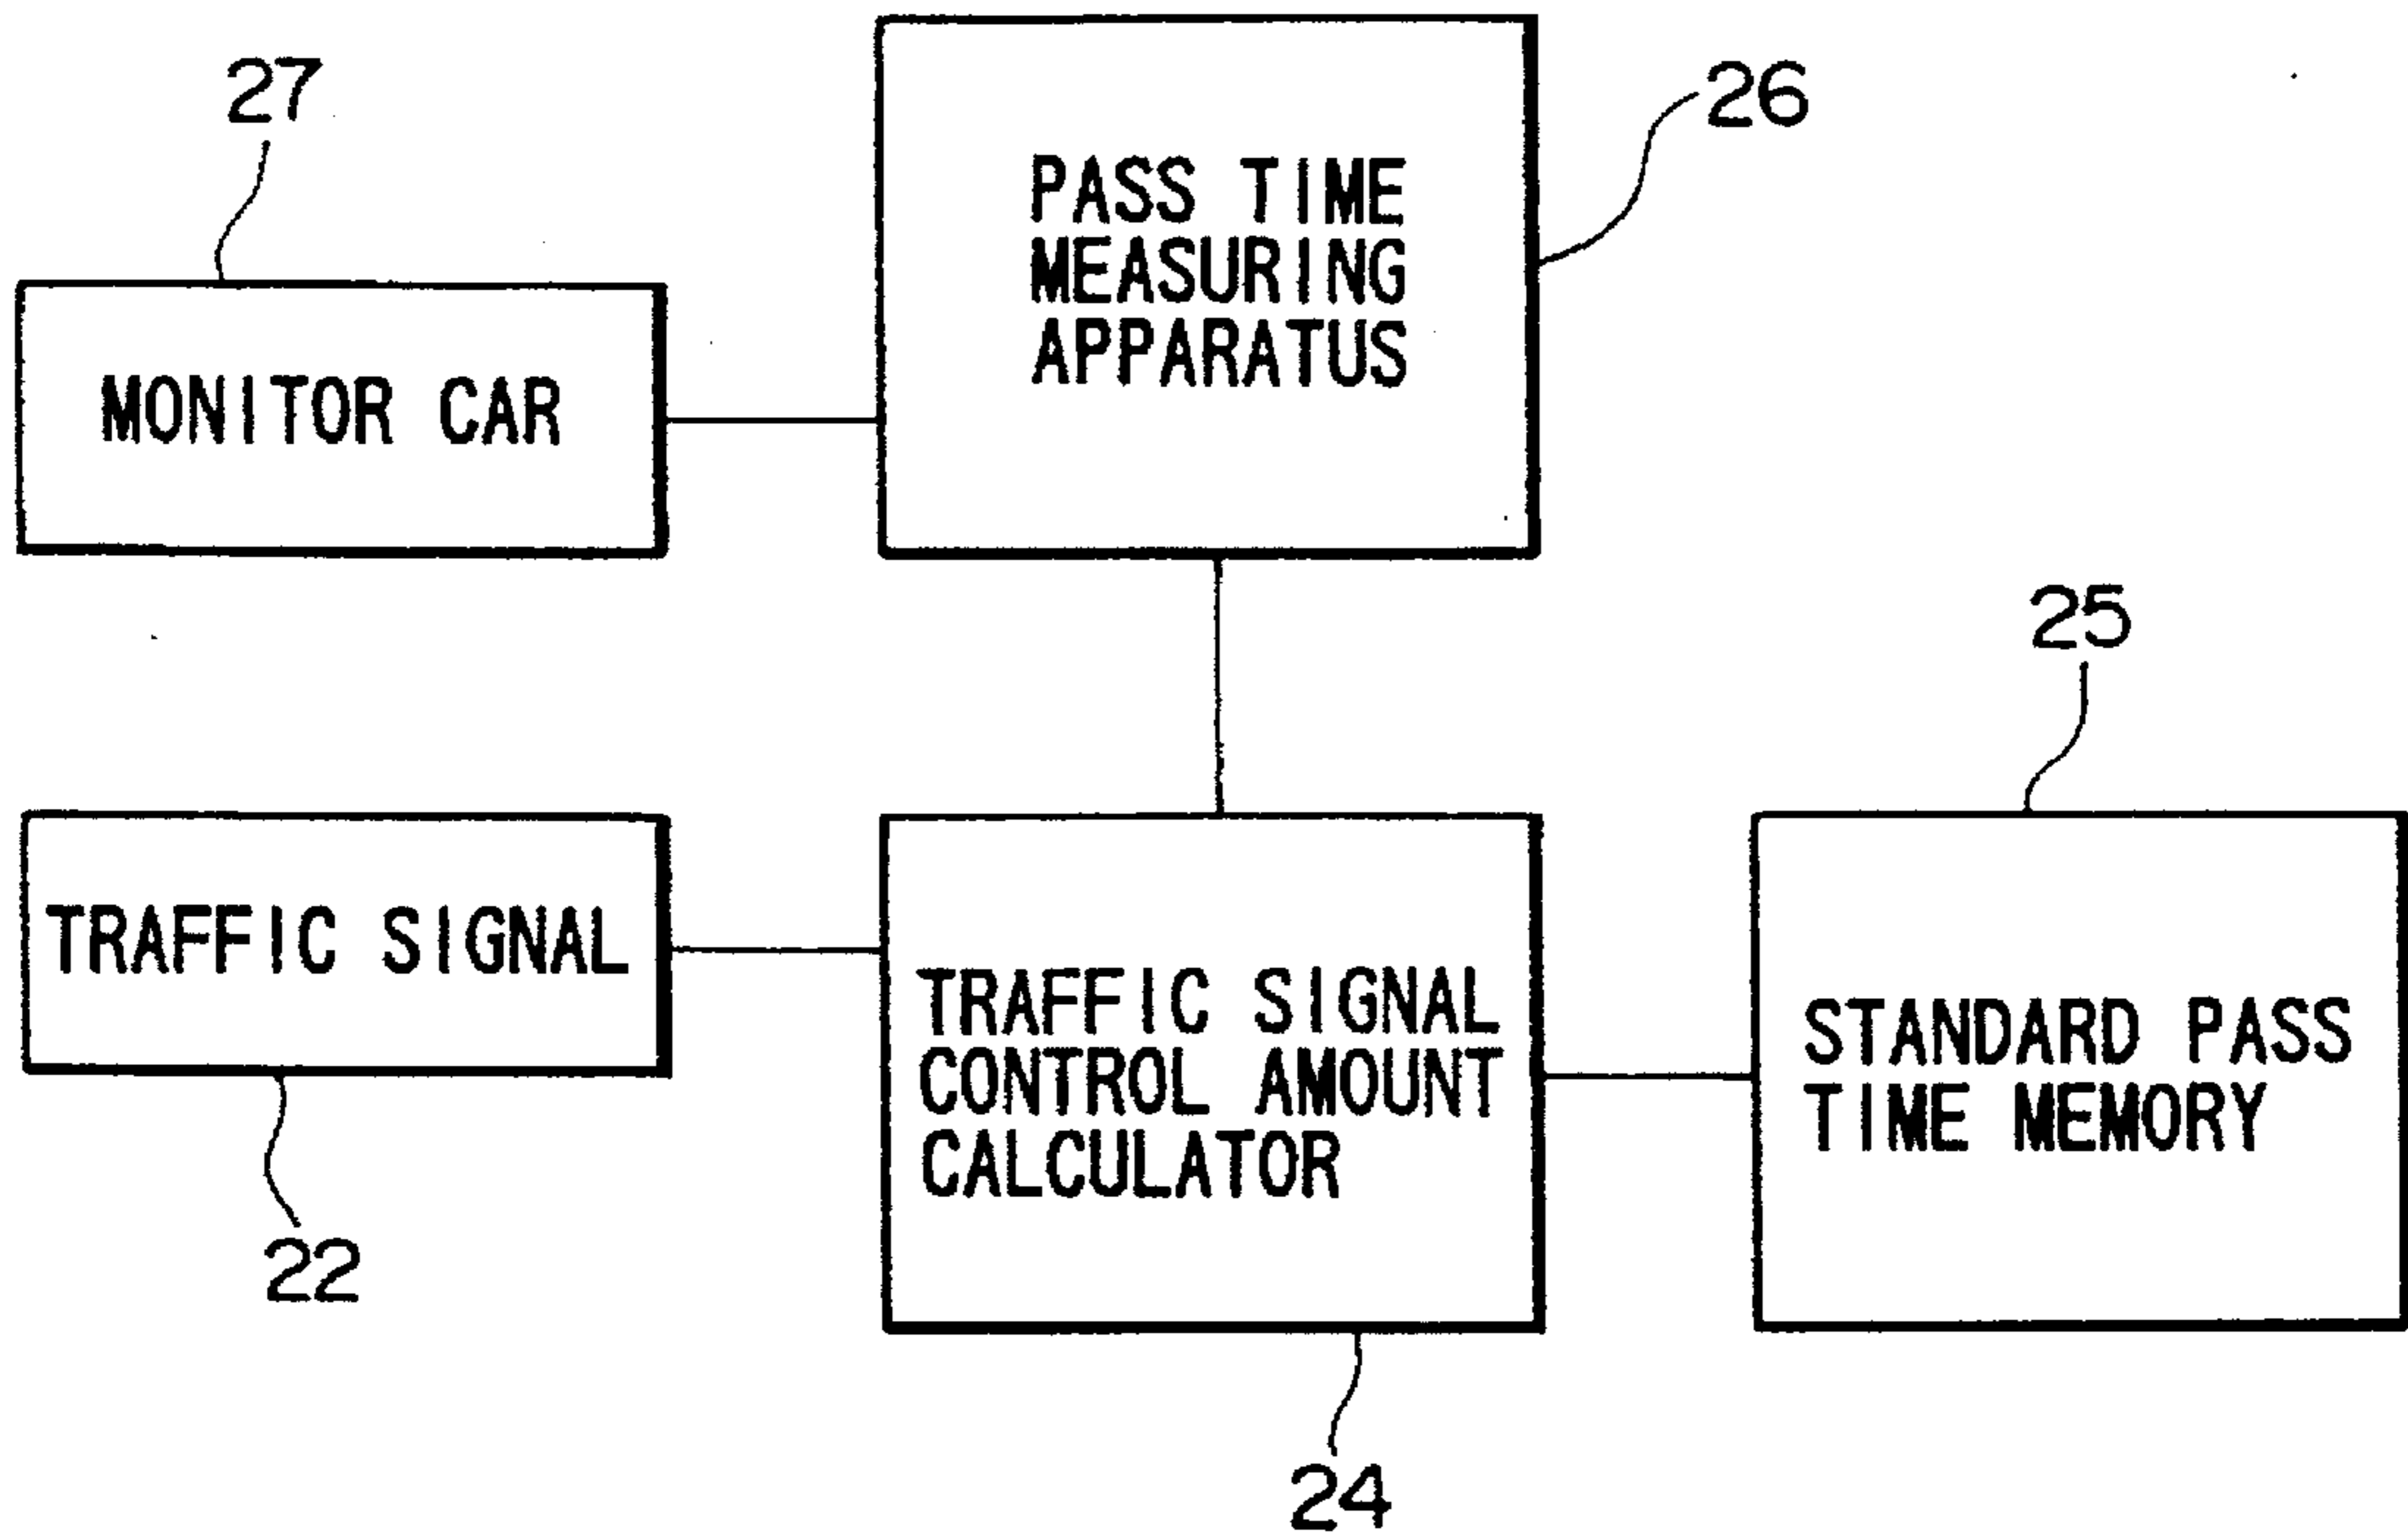 27
26
PASS TIME
MEASURING
APPARATUS
MONITOR CAR
25
TRAFFIC SIGNAL
TRAFFIC SIGNAL
CONTROL AMOUNT
CALCULATOR
STANDARD PASS
TIME MEMORY
22
24